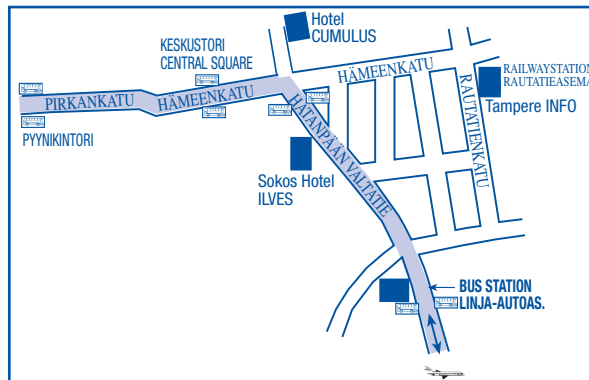 Hotel
CUMULUS
KESKUSTORI
CENTRAL SQUARE
HÄMEENKATU
RAILWAYSTATION
RAUTATIEASEMA
Tampere INFO
PIRKANKATU
HÄMEENKATU
PYYNIKINTORI
HATANPÄÄN VALTATIE
RAUTATIENKATU
Sokos Hotel
ILVES
BUS STATION
LINJA-AUTOAS.